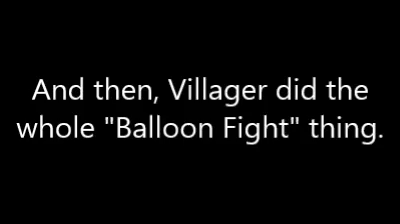 And then, Villager did the
whole "Balloon Fight" thing.